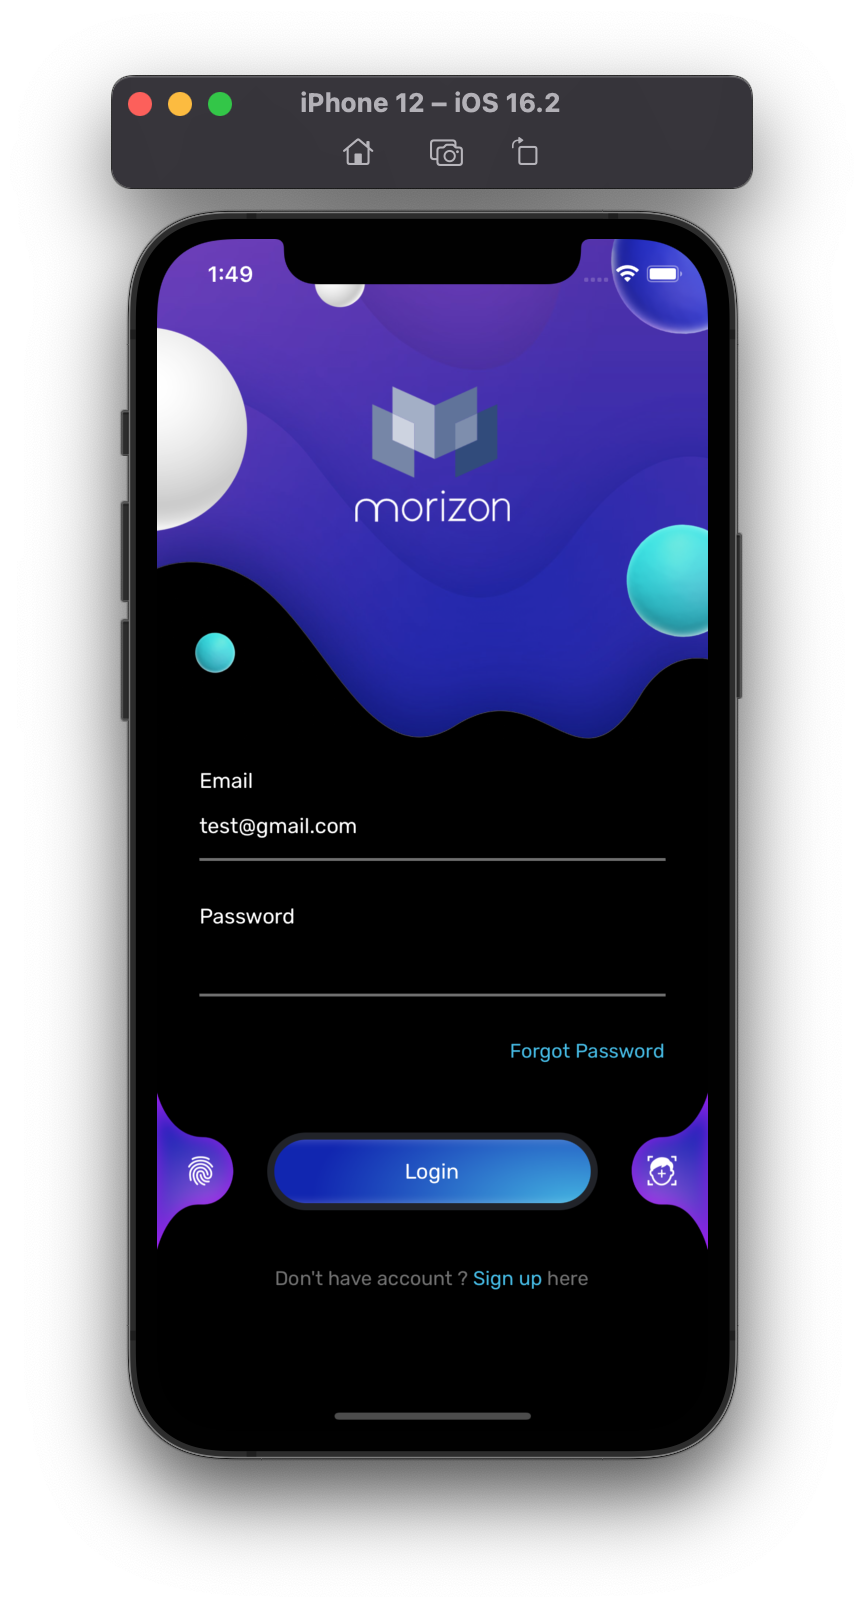 iPhone 12 – iOS 16.2
1:49
morizon
Email
test@gmail.com
Password
Forgot Password
Login
Don't have account ? Sign up here